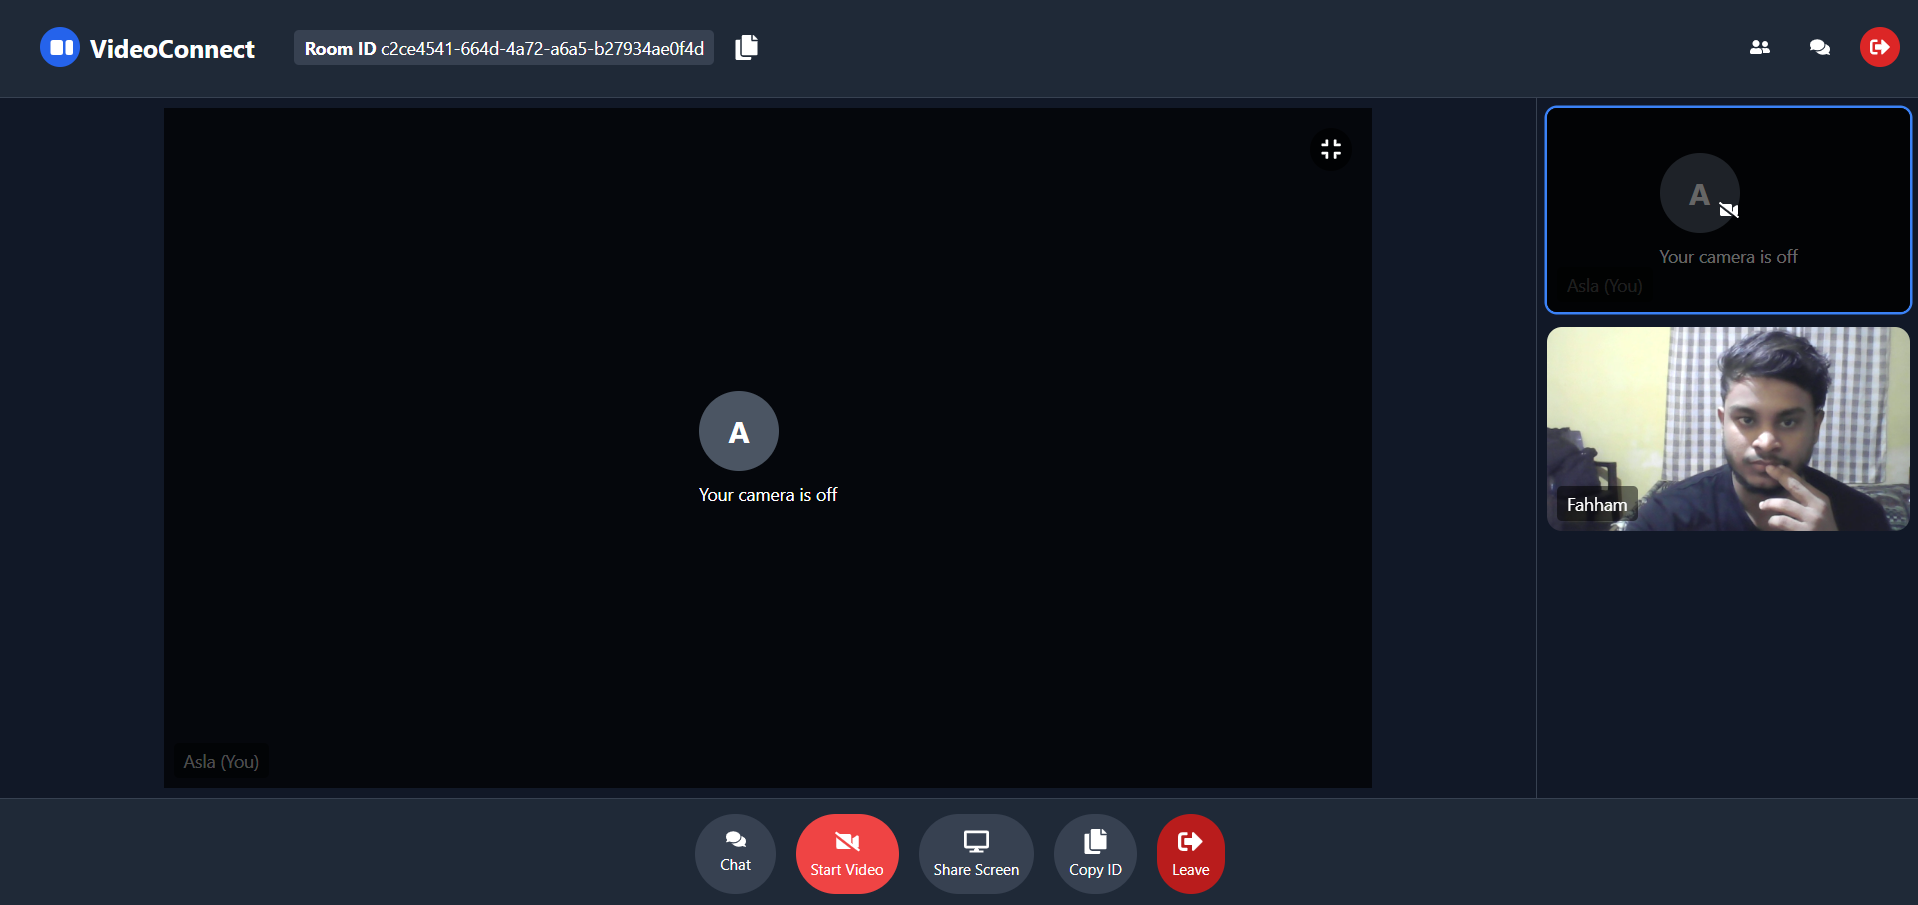 VideoConnect
Room ID c2ce4541-664d-4a72-a6a5-b27934ae0f4d
A
Your camera is off
Asla (You)
A
Your camera is off
Asla (You)
Fahham
Chat
Start Video
Share Screen
Copy ID
Leave